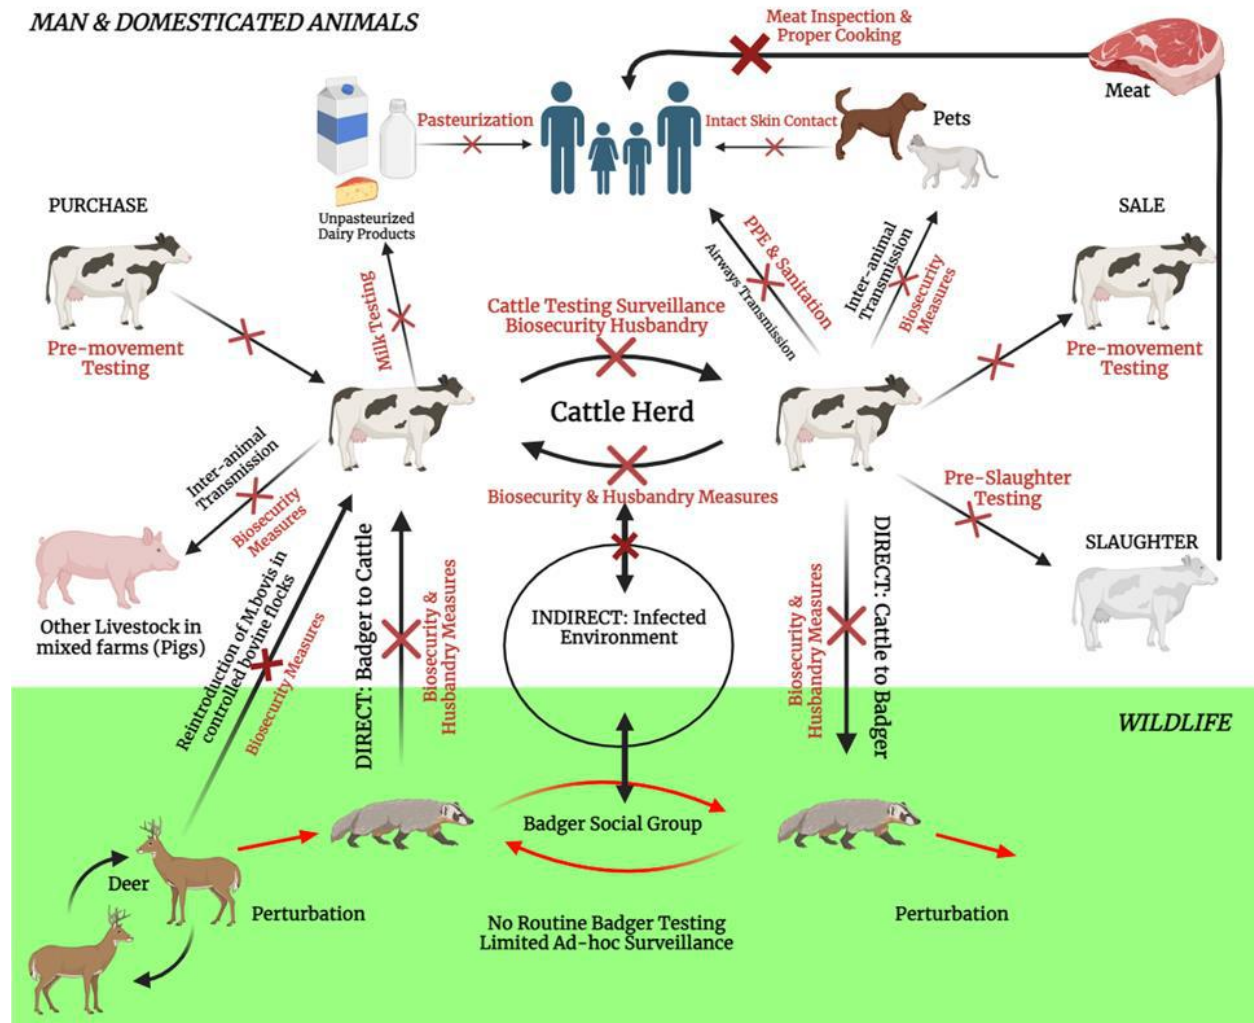 MAN & DOMESTICATED ANIMALS
Meat Inspection &
Proper Cooking
Meat
Pasteurization
Intact Skin Contact
Pets
Unpasteurized
Dairy Products
PURCHASE
Pre-movement
Testing
Milk Testing
Cattle Testing Surveillance
Biosecurity Husbandry
PPE & Sanitation
Airways Transmission
Inter-animal
Transmission
Biosecurity
Measures
SALE
Pre-movement
Testing
Cattle Herd
Biosecurity & Husbandry Measures
Inter-animal
Transmission
Biosecurity
Measures
Pre-Slaughter
Testing
SLAUGHTER
Other Livestock in
mixed farms (Pigs)
Reintroduction of M.bovis in
controlled bovine flocks
Biosecurity Measures
DIRECT: Badger to Cattle
Biosecurity &
Husbandry Measures
INDIRECT: Infected
Environment
Biosecurity &
Husbandry Measures
DIRECT: Cattle to Badger
WILDLIFE
Badger Social Group
Deer
Perturbation
No Routine Badger Testing
Limited Ad-hoc Surveillance
Perturbation